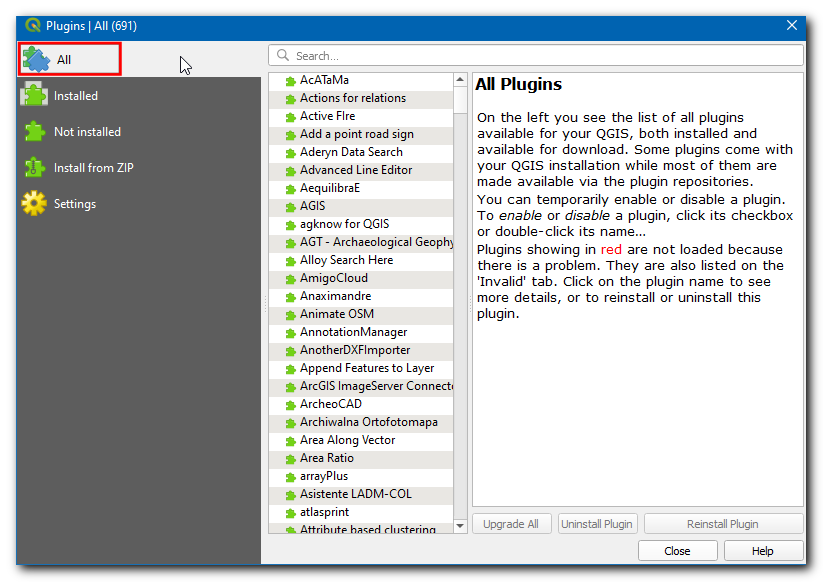 Plugins | All (691)
All
Installed
Not installed
Install from ZIP
Settings
Search...
AcATaMa
Actions for relations
Active FIre
Add a point road sign
Aderyn Data Search
Advanced Line Editor
AequilibraE
AGIS
agknow for QGIS
AGT - Archaeological Geophy
Alloy Search Here
AmigoCloud
Anaximandre
Animate OSM
AnnotationManager
AnotherDXFImporter
Append Features to Layer
ArcGIS ImageServer Connecto
ArcheoCAD
Archiwalna Ortofotomapa
Area Along Vector
Area Ratio
arrayPlus
Asistente LADM-COL
atlasprint
Attribute based clustering
All Plugins
On the left you see the list of all plugins
available for your QGIS, both installed and
available for download. Some plugins come with
your QGIS installation while most of them are
made available via the plugin repositories.
You can temporarily enable or disable a plugin.
To enable or disable a plugin, click its checkbox
or double-click its name...
Plugins showing in red are not loaded because
there is a problem. They are also listed on the
'Invalid' tab. Click on the plugin name to see
more details, or to reinstall or uninstall this
plugin.
Upgrade All
Uninstall Plugin
Reinstall Plugin
Close
Help